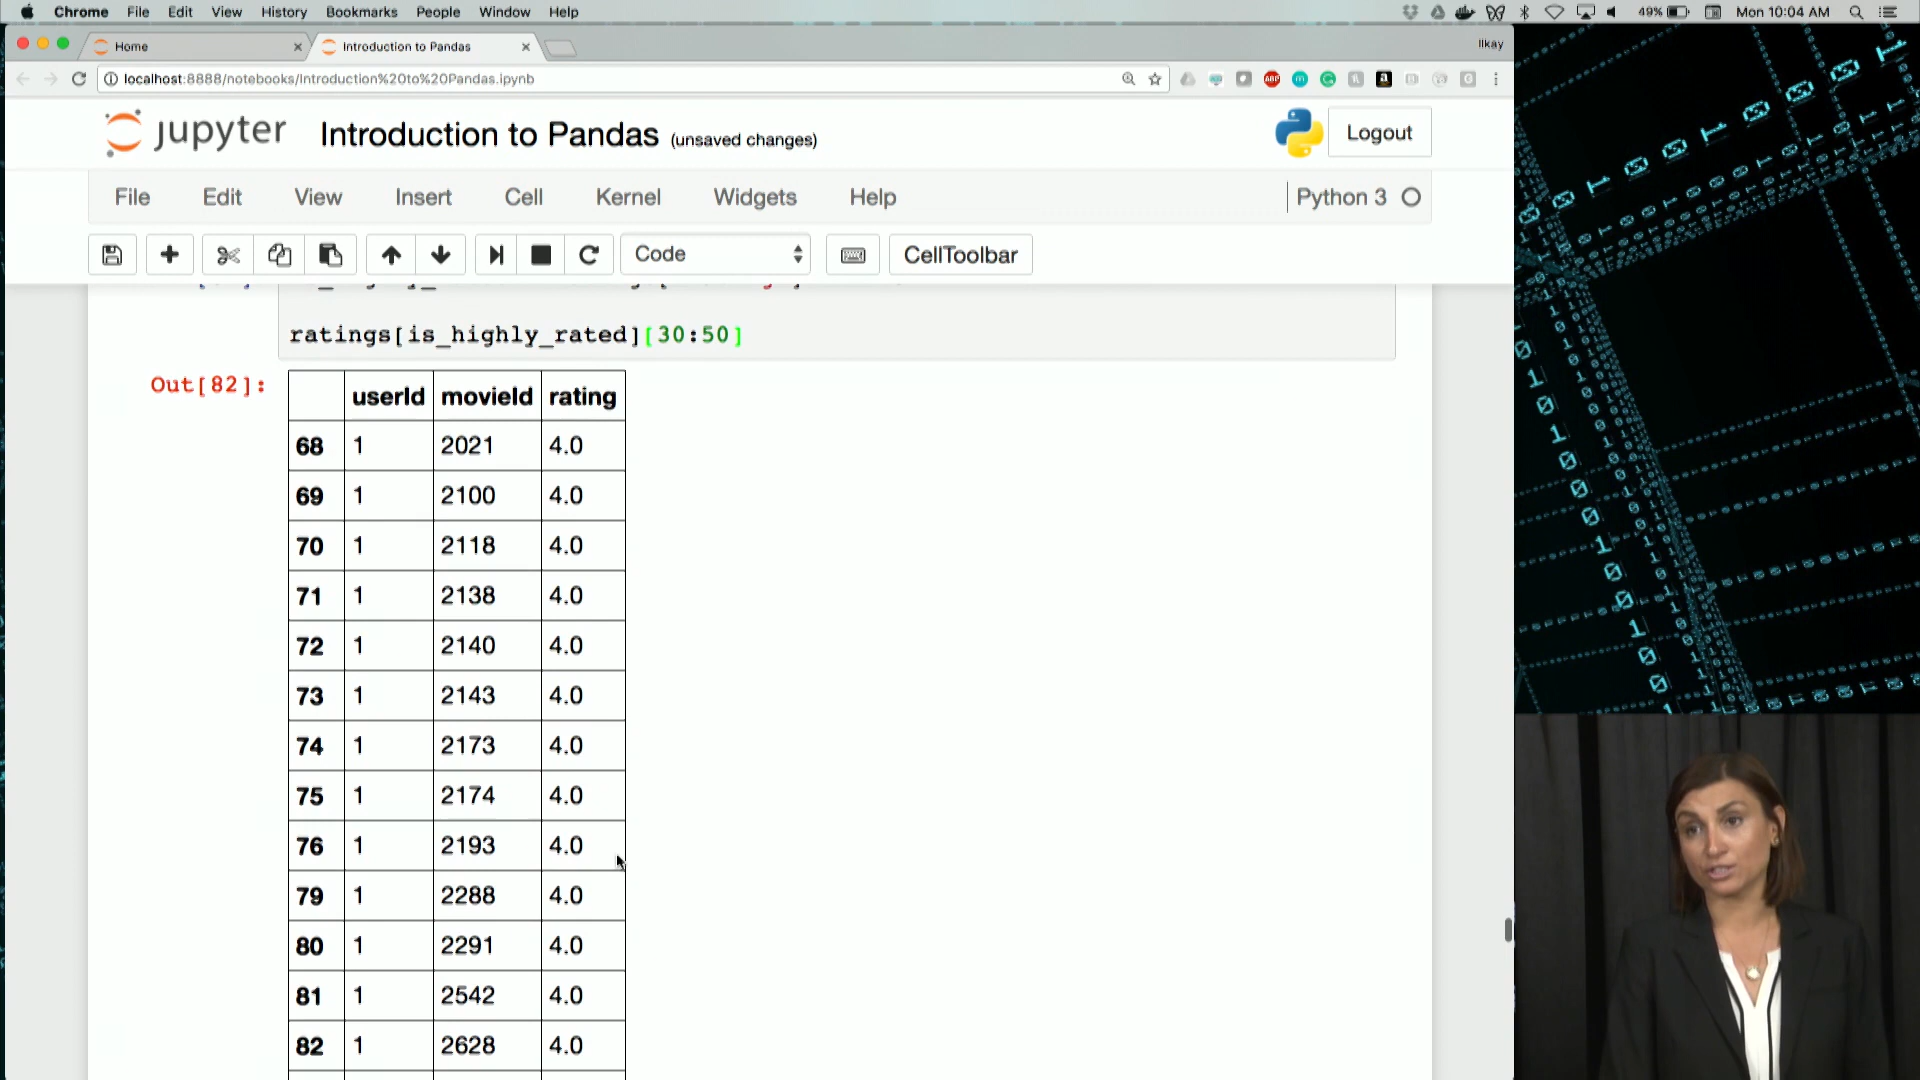 Chrome File Edit View History Bookmarks People Window Help 49% Mon 10:04 AM
Home Introduction to Pandas Ilkay
localhost:8888/notebooks/Introduction%20to%20Pandas.ipynb
jupyter Introduction to Pandas (unsaved changes) Logout
File Edit View Insert Cell Kernel Widgets Help Python 3
Code CellToolbar
ratings[is_highly_rated][30:50]
Out[82]:
userId movieId rating
68 1 2021 4.0
69 1 2100 4.0
70 1 2118 4.0
71 1 2138 4.0
72 1 2140 4.0
73 1 2143 4.0
74 1 2173 4.0
75 1 2174 4.0
76 1 2193 4.0
79 1 2288 4.0
80 1 2291 4.0
81 1 2542 4.0
82 1 2628 4.0